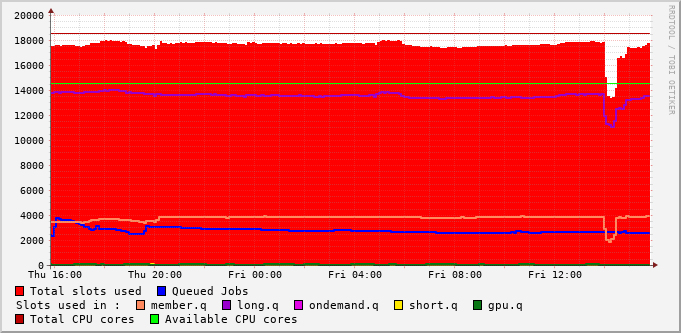 RRDTOOL / TOBI OETIKER
20000
18000
16000
14000
12000
10000
8000
6000
4000
2000
0
Thu 16:00 Thu 20:00 Fri 00:00 Fri 04:00 Fri 08:00 Fri 12:00
Total slots used Queued Jobs
Slots used in : member.q long.q ondemand.q short.q gpu.q
Total CPU cores Available CPU cores